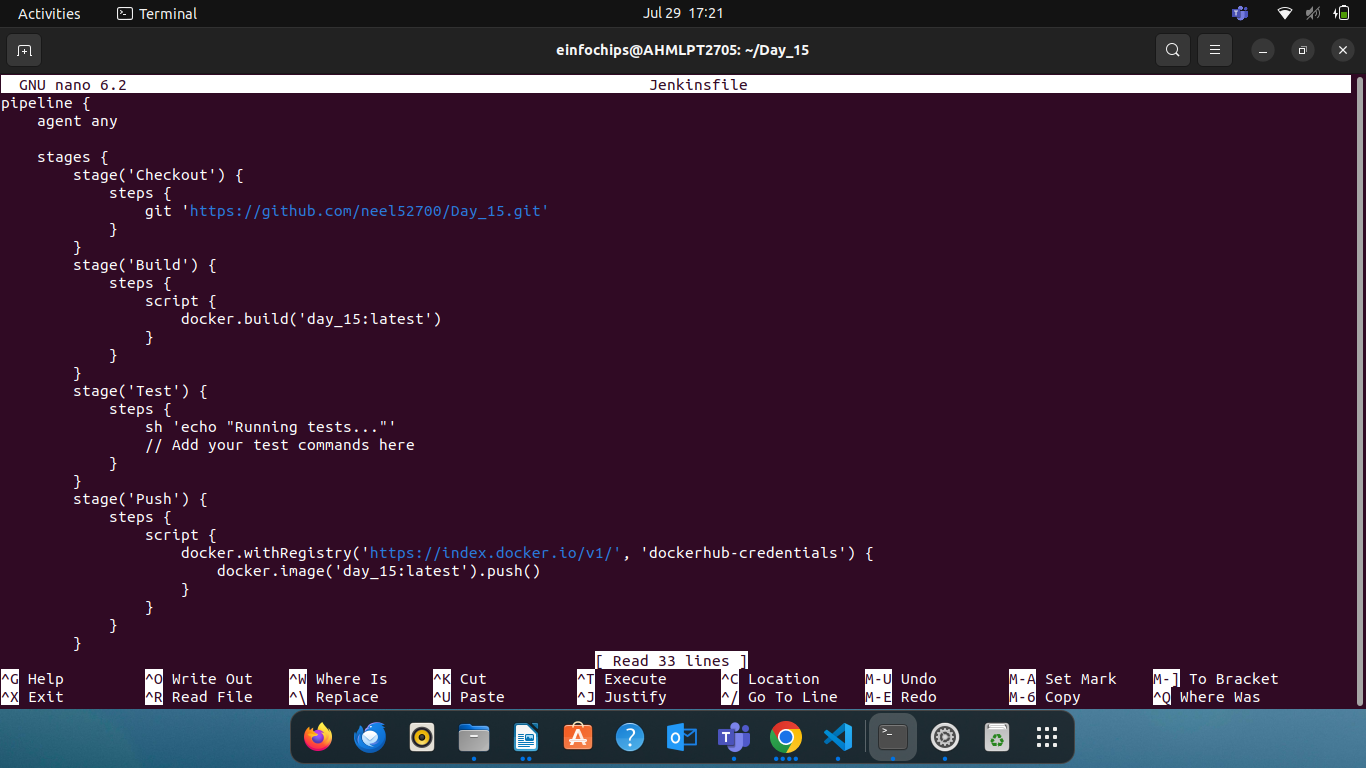 Activities
Terminal
Jul 29 17:21
einfochips@AHMLPT2705: ~/Day_15
GNU nano 6.2 Jenkinsfile
pipeline {
    agent any

    stages {
        stage('Checkout') {
            steps {
                git 'https://github.com/neel52700/Day_15.git'
            }
        }
        stage('Build') {
            steps {
                script {
                    docker.build('day_15:latest')
                }
            }
        }
        stage('Test') {
            steps {
                sh 'echo "Running tests..."'
                // Add your test commands here
            }
        }
        stage('Push') {
            steps {
                script {
                    docker.withRegistry('https://index.docker.io/v1/', 'dockerhub-credentials') {
                        docker.image('day_15:latest').push()
                    }
                }
            }
        }
[ Read 33 lines ]
^G Help ^O Write Out ^W Where Is ^K Cut ^T Execute ^C Location M-U Undo M-A Set Mark M-] To Bracket
^X Exit ^R Read File ^\ Replace ^U Paste ^J Justify ^/ Go To Line M-E Redo M-6 Copy ^Q Where Was